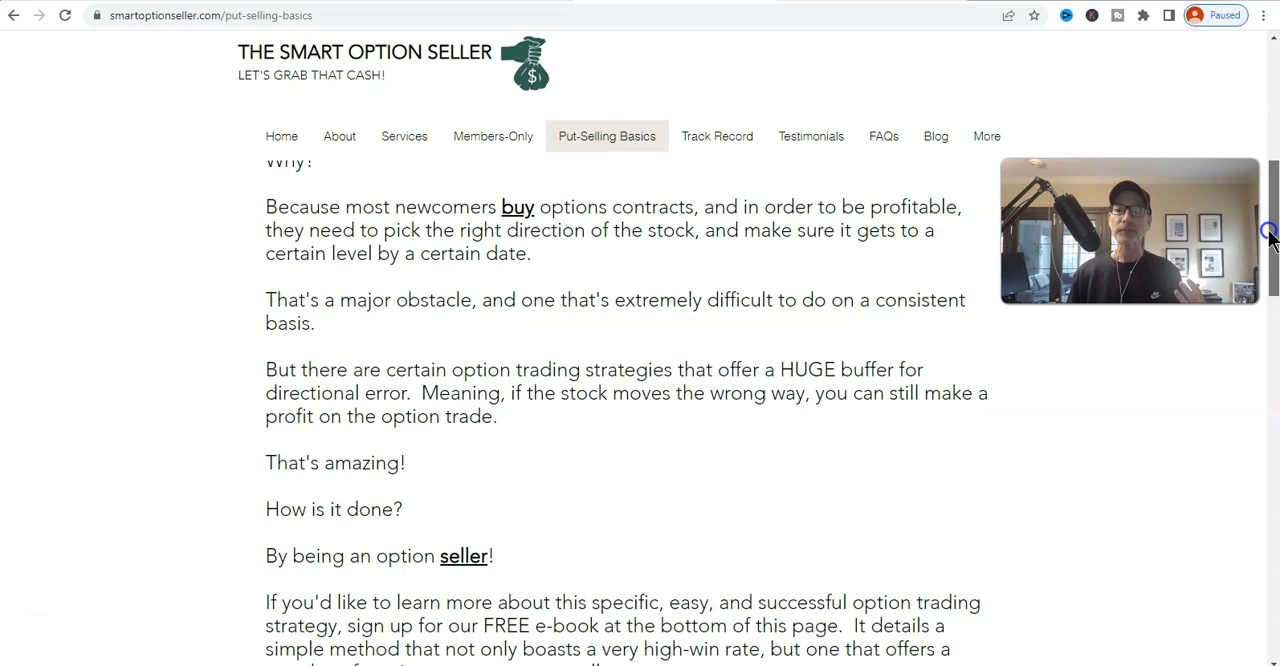 smartoptionseller.com/put-selling-basics
Paused
THE SMART OPTION SELLER
LET'S GRAB THAT CASH!
$
Home About Services Members-Only Put-Selling Basics Track Record Testimonials FAQs Blog More
Why?
Because most newcomers buy options contracts, and in order to be profitable,
they need to pick the right direction of the stock, and make sure it gets to a
certain level by a certain date.
That's a major obstacle, and one that's extremely difficult to do on a consistent
basis.
But there are certain option trading strategies that offer a HUGE buffer for
directional error.  Meaning, if the stock moves the wrong way, you can still make a
profit on the option trade.
That's amazing!
How is it done?
By being an option seller!
If you'd like to learn more about this specific, easy, and successful option trading
strategy, sign up for our FREE e-book at the bottom of this page.  It details a
simple method that not only boasts a very high-win rate, but one that offers a